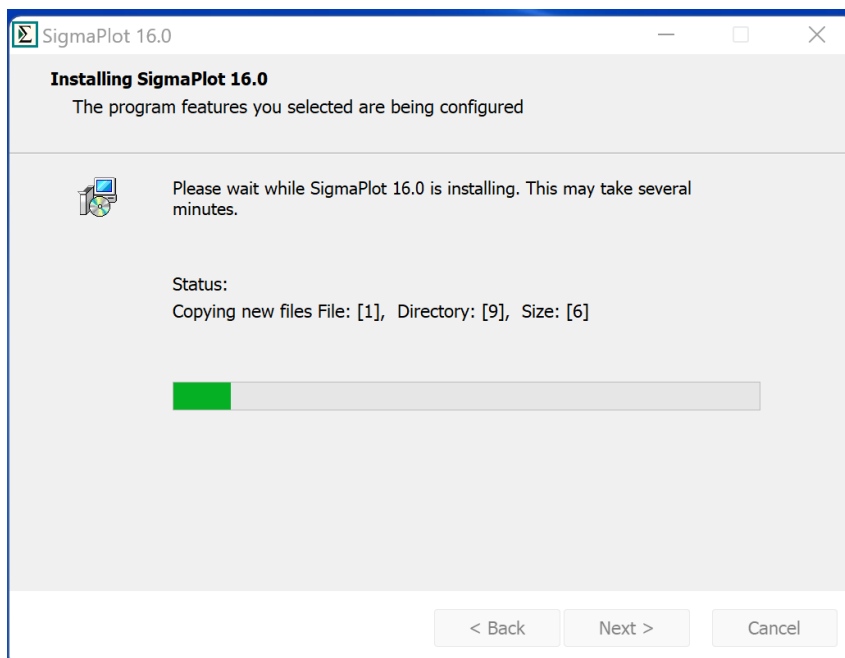 SigmaPlot 16.0
Installing SigmaPlot 16.0
The program features you selected are being configured
Please wait while SigmaPlot 16.0 is installing. This may take several
minutes.
Status:
Copying new files File: [1],  Directory: [9],  Size: [6]
< Back
Next >
Cancel